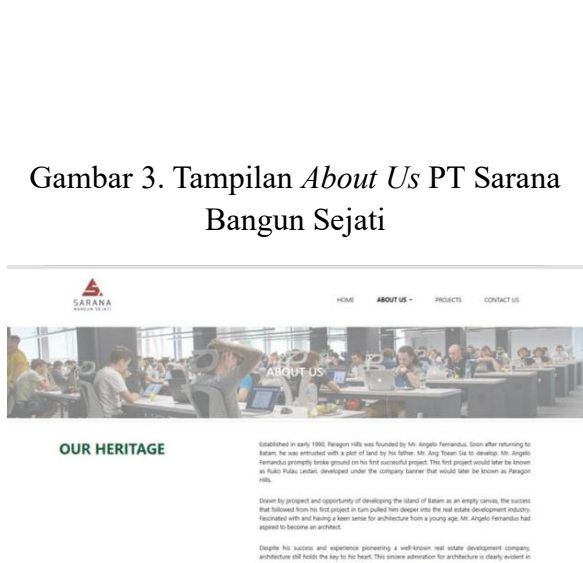 Gambar 3. Tampilan About Us PT Sarana
Bangun Sejati
SARANA
BANGUN SEJATI
HOME ABOUT US PROJECTS CONTACT US
ABOUT US
OUR HERITAGE
Established in early 1990, Paragon Hills was founded by Mr. Angelo Fernandus. Soon after returning to
Batam, he was entrusted with a plot of land by his father, Mr. Ang Toean Sia to develop. Mr. Angelo
Fernandus promptly broke ground on his first successful project. This first project would later be known
as Ruko Pulau Lestari, developed under the company banner that would later be known as Paragon
Hills.
Drawn by prospect and opportunity of developing the island of Batam as an empty canvas, the success
that followed from his first project in turn pulled him deeper into the real estate development industry.
Fascinated with and having a keen sense for architecture from a young age, Mr. Angelo Fernandus had
aspired to become an architect.
Despite his success and experience pioneering a well-known real estate development company,
architecture still holds the key to his heart. This sincere admiration for architecture is clearly evident in